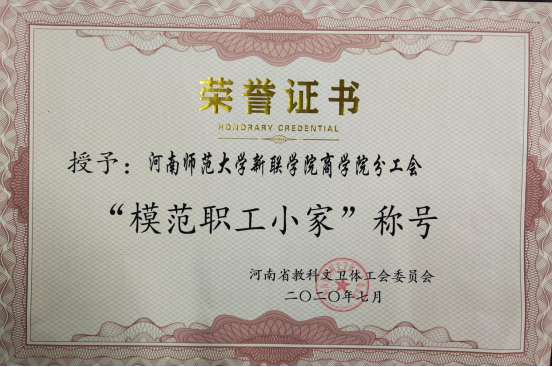 荣誉证书
HONORARY CREDENTIAL
授予：河南师范大学新联学院商学院分工会
“模范职工小家”称号
河南省教科文卫体工会委员会
二〇二〇年七月